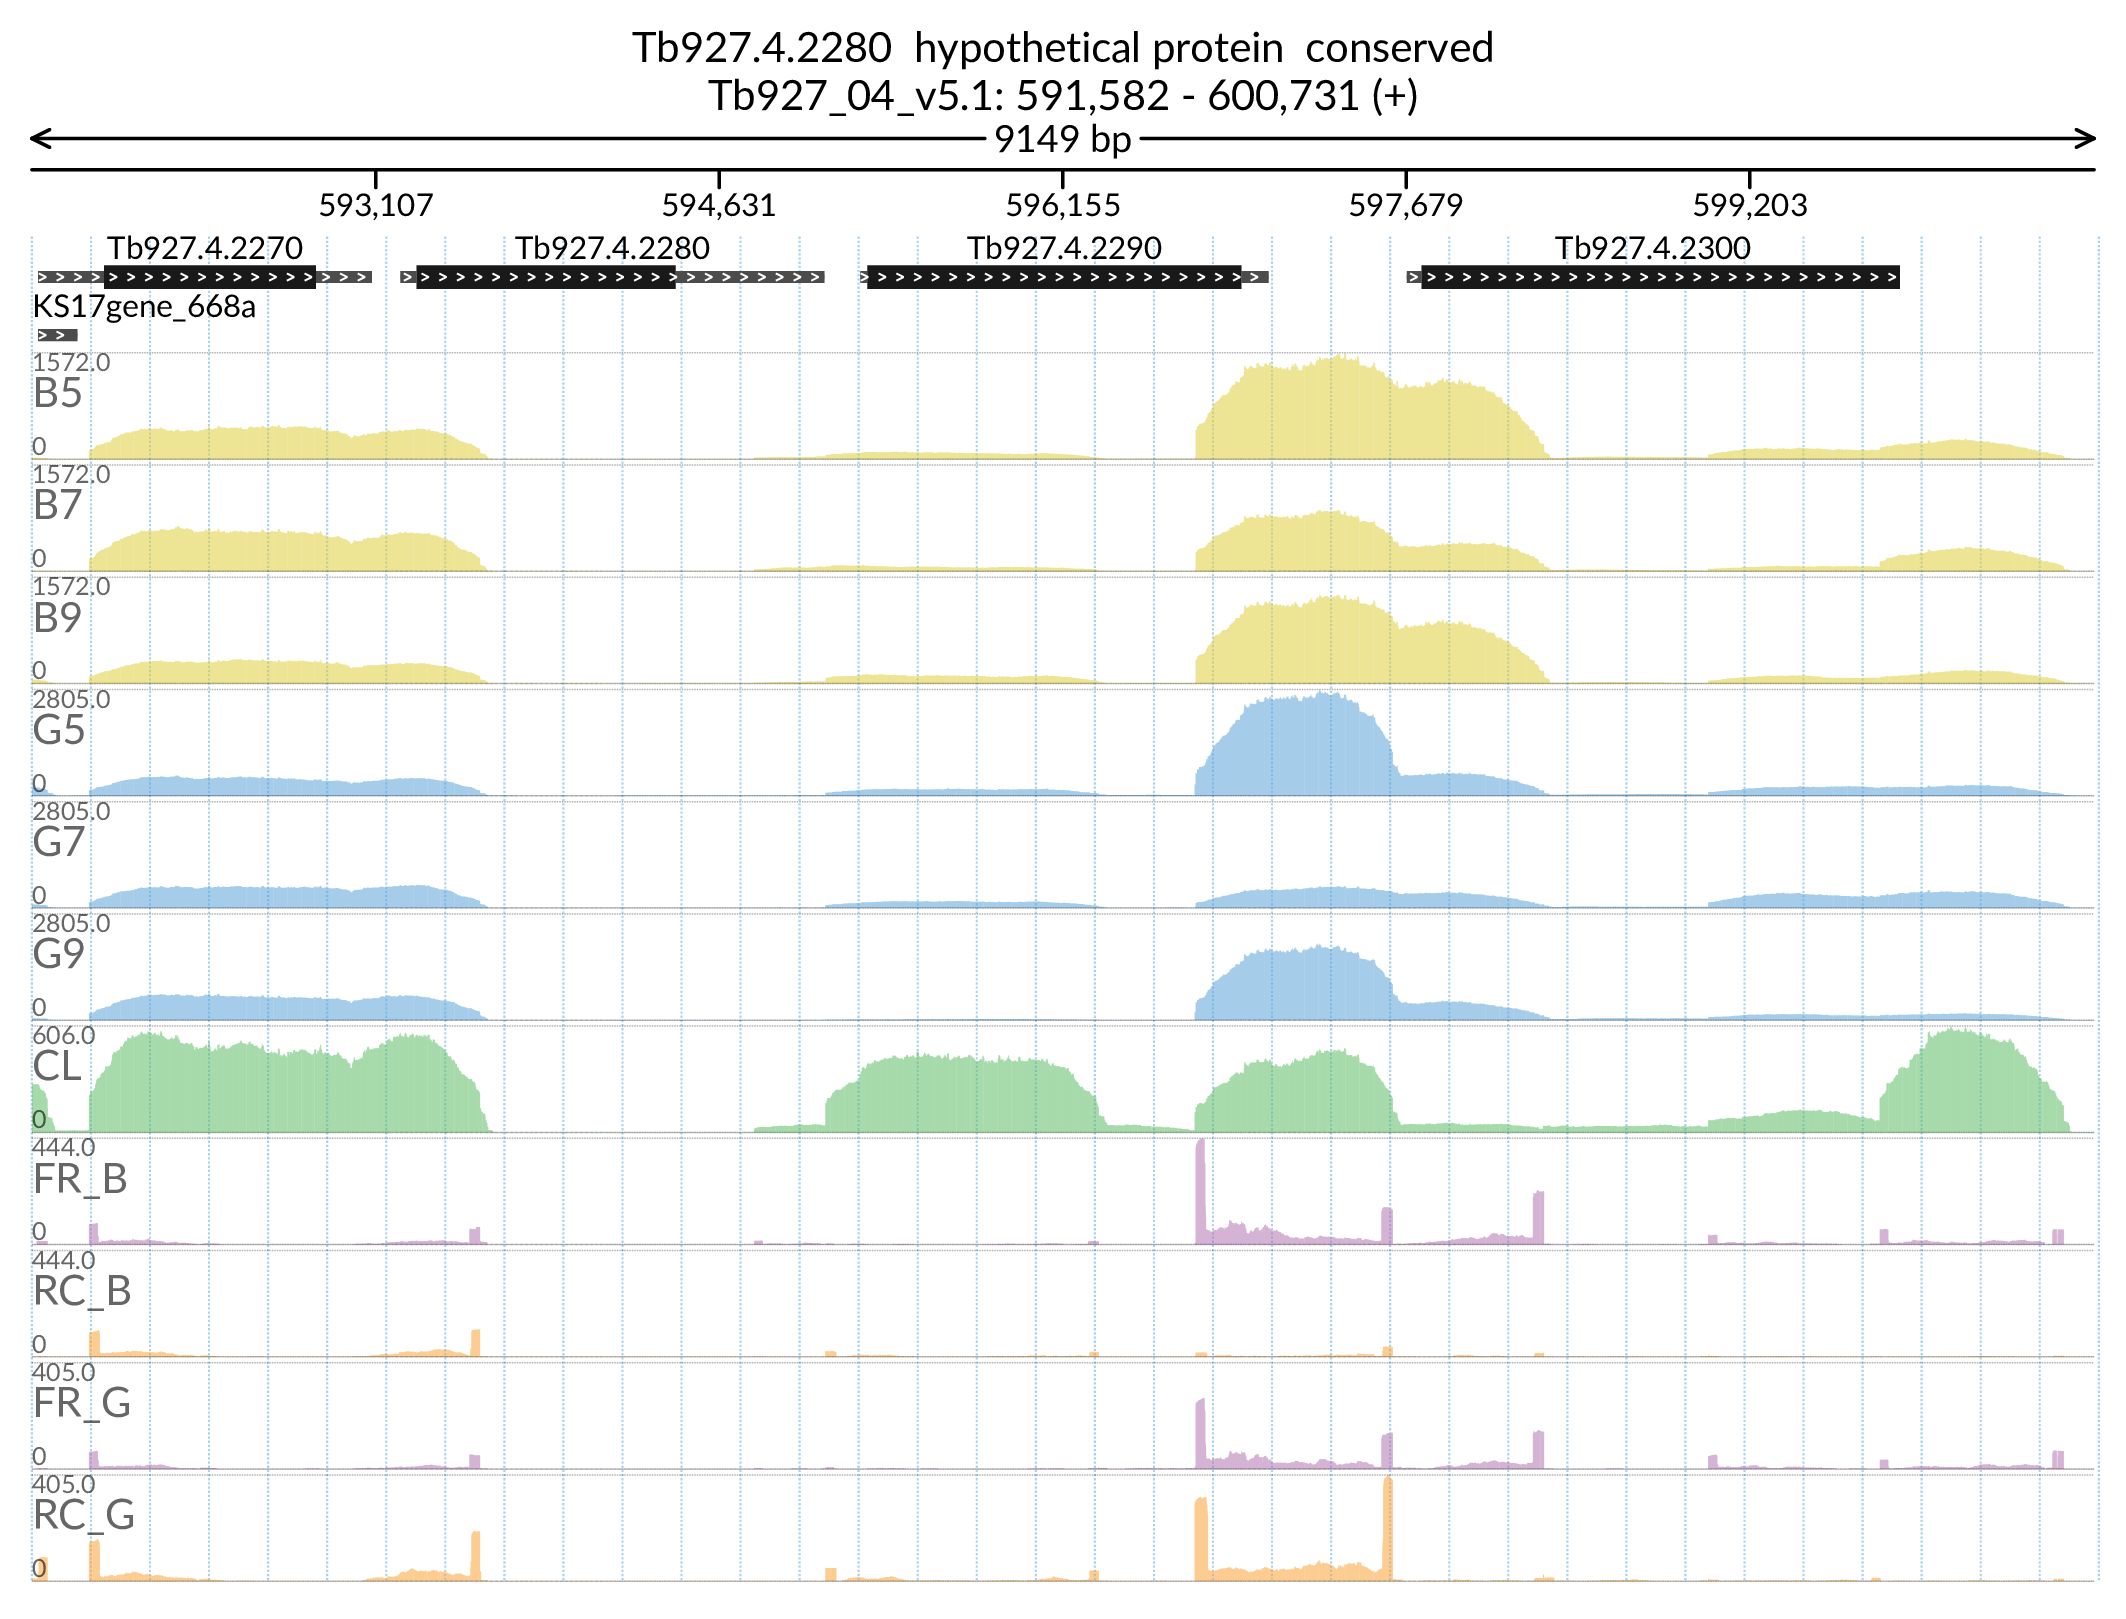 Tb927.4.2280  hypothetical protein  conserved
Tb927_04_v5.1: 591,582 - 600,731 (+)
9149 bp
593,107 594,631 596,155 597,679 599,203
Tb927.4.2270 Tb927.4.2280 Tb927.4.2290 Tb927.4.2300
KS17gene_668a
1572.0
B5
0
1572.0
B7
0
1572.0
B9
0
2805.0
G5
0
2805.0
G7
0
2805.0
G9
0
606.0
CL
0
444.0
FR_B
0
444.0
RC_B
0
405.0
FR_G
0
405.0
RC_G
0